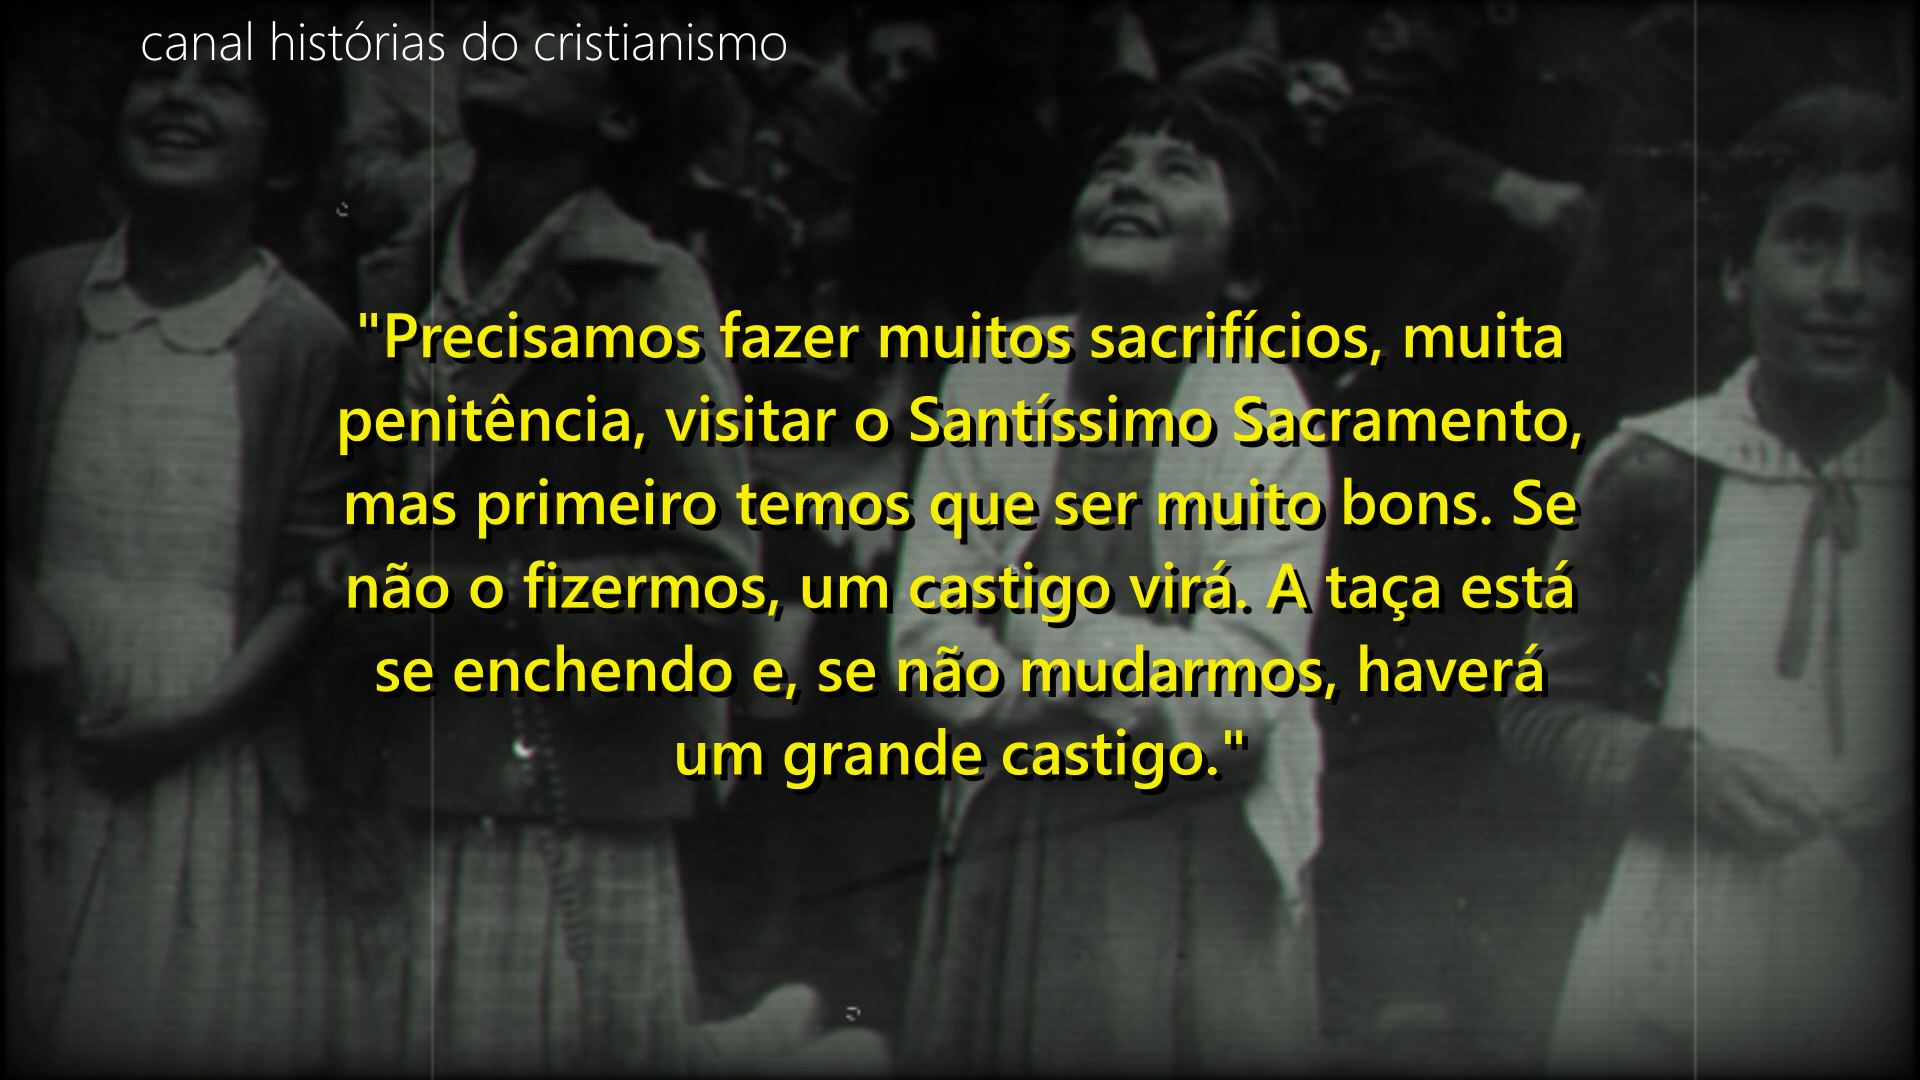 canal histórias do cristianismo
"Precisamos fazer muitos sacrifícios, muita
penitência, visitar o Santíssimo Sacramento,
mas primeiro temos que ser muito bons. Se
não o fizermos, um castigo virá. A taça está
se enchendo e, se não mudarmos, haverá
um grande castigo."